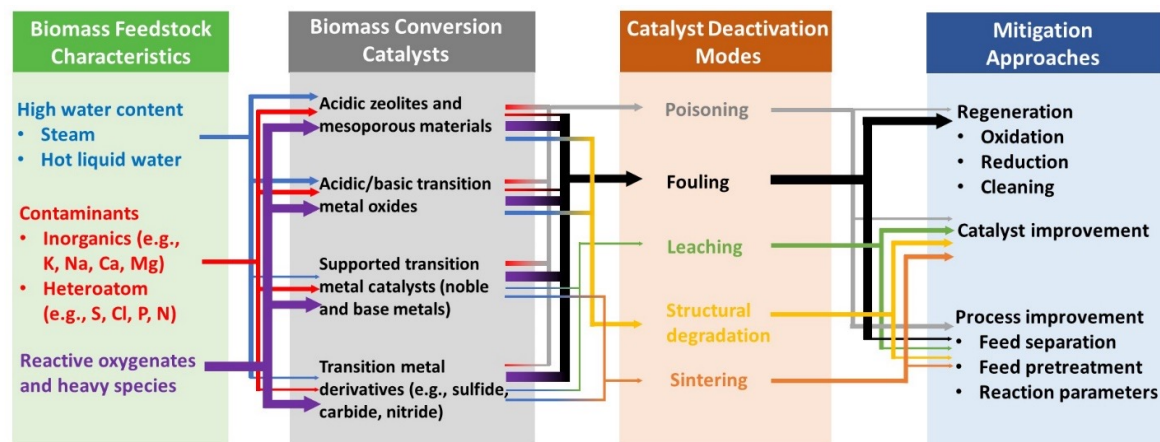 Biomass Feedstock
Characteristics
High water content
• Steam
• Hot liquid water
Contaminants
• Inorganics (e.g.,
K, Na, Ca, Mg)
• Heteroatom
(e.g., S, Cl, P, N)
Reactive oxygenates
and heavy species
Biomass Conversion
Catalysts
Acidic zeolites and
mesoporous materials
Acidic/basic transition
metal oxides
Supported transition
metal catalysts (noble
and base metals)
Transition metal
derivatives (e.g., sulfide,
carbide, nitride)
Catalyst Deactivation
Modes
Poisoning
Fouling
Leaching
Structural
degradation
Sintering
Mitigation
Approaches
Regeneration
• Oxidation
• Reduction
• Cleaning
Catalyst improvement
Process improvement
• Feed separation
• Feed pretreatment
• Reaction parameters